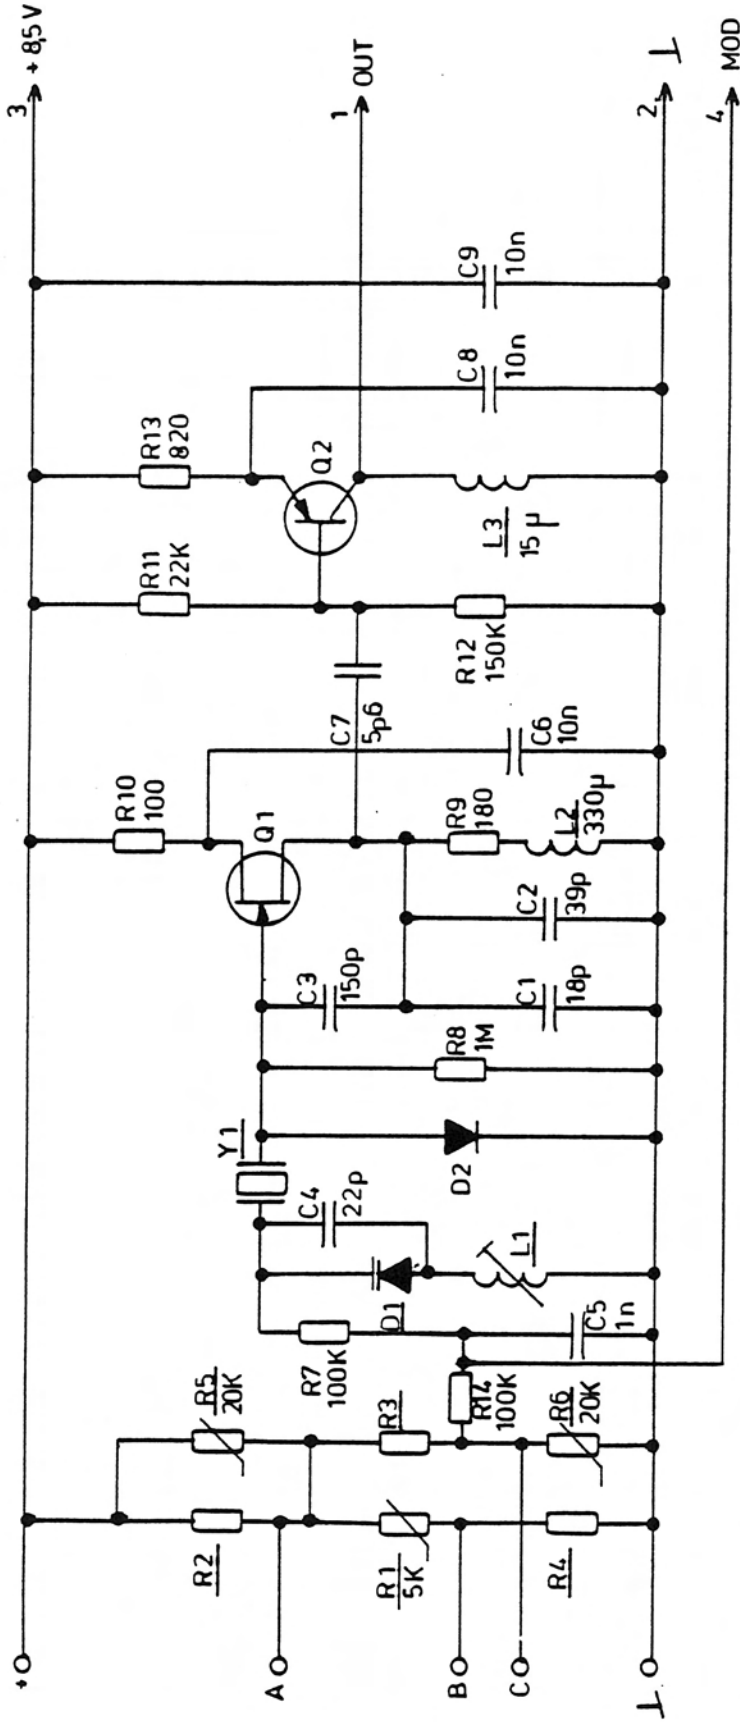 +
A
B
C
R2
R5
20K
R1
5K
R3
R4
R6
20K
R7
100K
R14
100K
D1
C5
1n
L1
C4
22p
Y1
D2
R8
1M
C3
150p
C1
18p
C2
39p
Q1
R10
100
R9
180
L2
330µ
C6
10n
C7
5p6
R11
22K
R12
150K
R13
820
Q2
L3
15µ
C8
10n
C9
10n
3
+8,5V
1
OUT
2
4
MOD